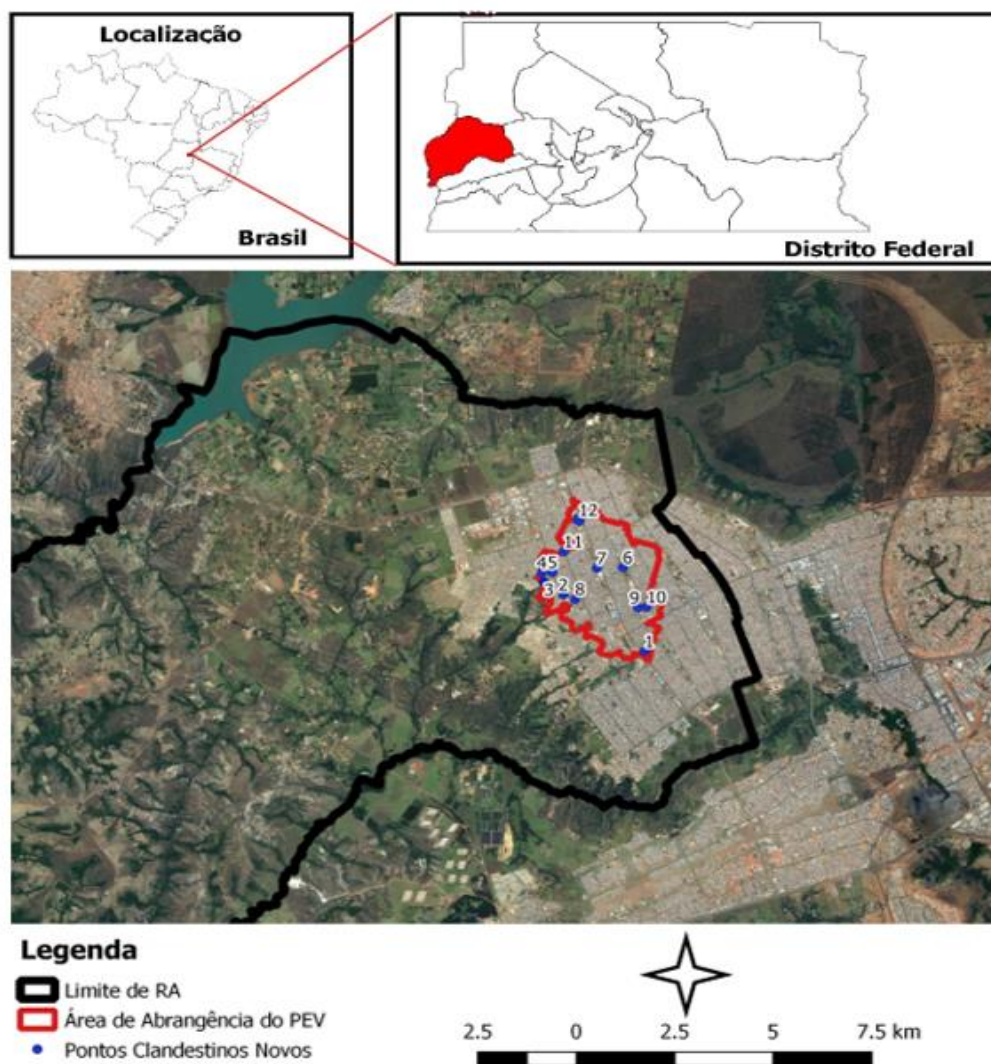 Localização
Brasil
Distrito Federal
12
11
7
6
45
3
2
8
9
10
1
Legenda
Limite de RA
Área de Abrangência do PEV
Pontos Clandestinos Novos
2.5 0 2.5 5 7.5 km